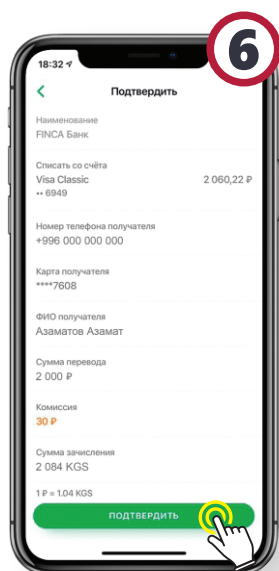 6
18:32
Подтвердить
Наименование
FINCA Банк
Списать со счёта
Visa Classic 2 060,22 ₽
•• 6949
Номер телефона получателя
+996 000 000 000
Карта получателя
****7608
ФИО получателя
Азаматов Азамат
Сумма перевода
2 000 ₽
Комиссия
30 ₽
Сумма зачисления
2 084 KGS
1 ₽ = 1.04 KGS
ПОДТВЕРДИТЬ